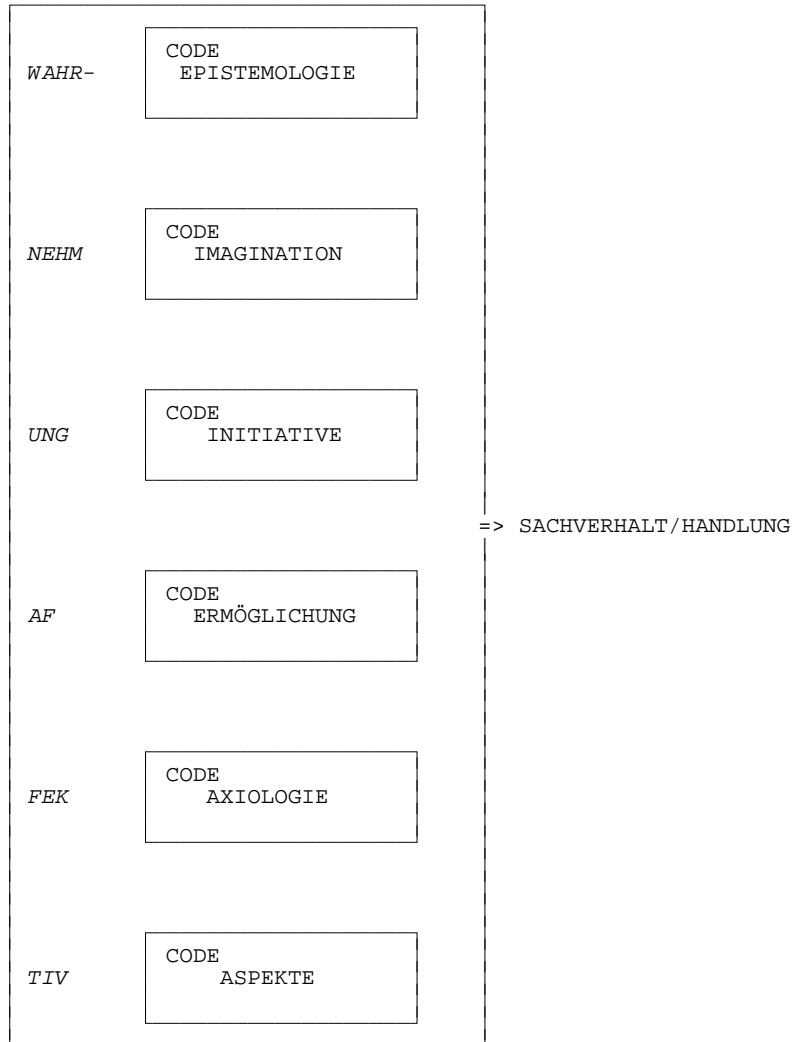 CODE
WAHR- EPISTEMOLOGIE
CODE
NEHM IMAGINATION
CODE
UNG INITIATIVE
=> SACHVERHALT/HANDLUNG
CODE
AF ERMÖGLICHUNG
CODE
FEK AXIOLOGIE
CODE
TIV ASPEKTE